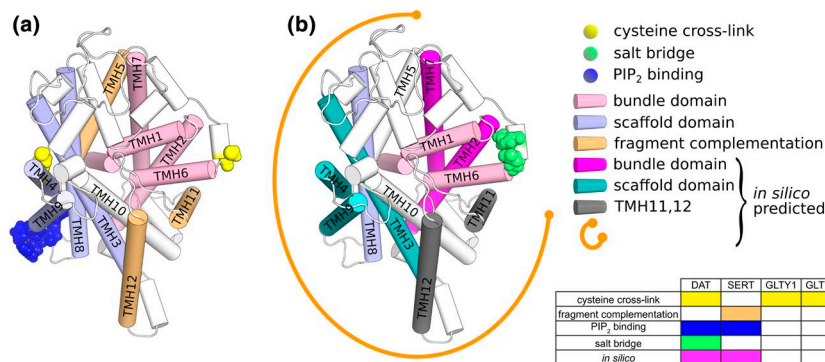 (a)
TMH5
TMH7
TMH1
TMH2
TMH6
TMH4
TMH9
TMH10
TMH11
TMH8
TMH3
TMH12
(b)
TMH5
TMH7
TMH1
TMH2
TMH6
TMH4
TMH9
TMH10
TMH11
TMH8
TMH3
TMH12
cysteine cross-link
salt bridge
PIP2 binding
bundle domain
scaffold domain
fragment complementation
bundle domain
scaffold domain
TMH11,12
in silico
predicted
DAT SERT GLTY1 GLT
cysteine cross-link
fragment complementation
PIP2 binding
salt bridge
in silico